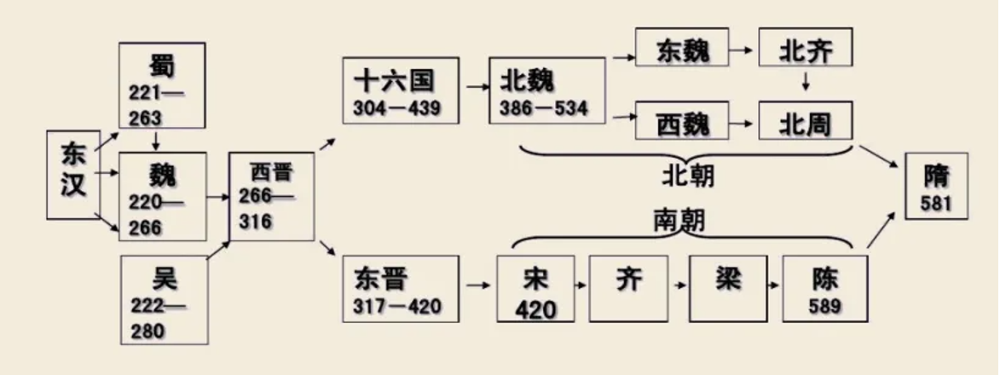 东
汉
蜀
221—
263
魏
220—
266
吴
222—
280
西晋
266—
316
十六国
304—439
北魏
386—534
东魏
北齐
西魏
北周
北朝
南朝
东晋
317—420
宋
420
齐
梁
陈
589
隋
581